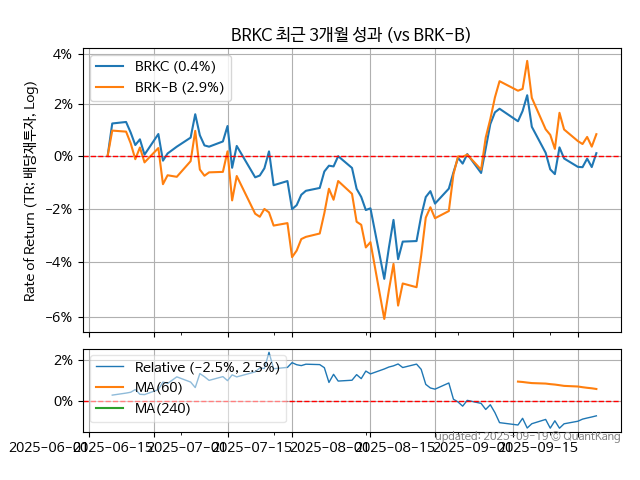 BRKC 최근 3개월 성과 (vs BRK-B)
Rate of Return (TR: 배당재투자, Log)
4%
2%
0%
−2%
−4%
−6%
BRKC (0.4%)
BRK-B (2.9%)
2%
0%
Relative (-2.5%, 2.5%)
MA(60)
MA(240)
updated: 2025-09-19 © QuantKang
2025-06-01
2025-06-15
2025-07-01
2025-07-15
2025-08-01
2025-08-15
2025-09-01
2025-09-15